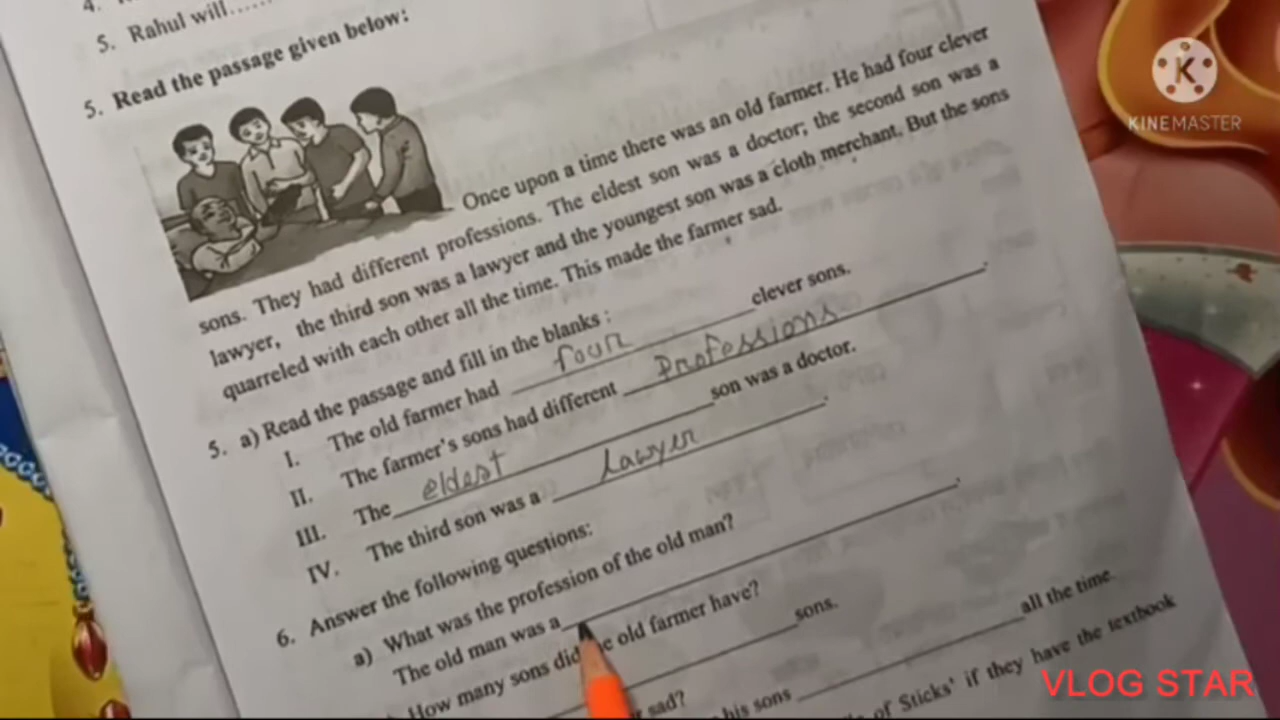 4.
5. Rahul will......
5. Read the passage given below:
Once upon a time there was an old farmer. He had four clever
sons. They had different professions. The eldest son was a doctor; the second son was a
lawyer, the third son was a lawyer and the youngest son was a cloth merchant. But the sons
quarreled with each other all the time. This made the farmer sad.
5. a) Read the passage and fill in the blanks :
I. The old farmer had four clever sons.
II. The farmer's sons had different Professions.
III. The eldest son was a doctor.
IV. The third son was a lawyer.
6. Answer the following questions:
a) What was the profession of the old man?
The old man was a
How many sons did the old farmer have?
sons.
sad?
his sons all the time.
of Sticks' if they have the textbook
KINEMASTER
VLOG STAR